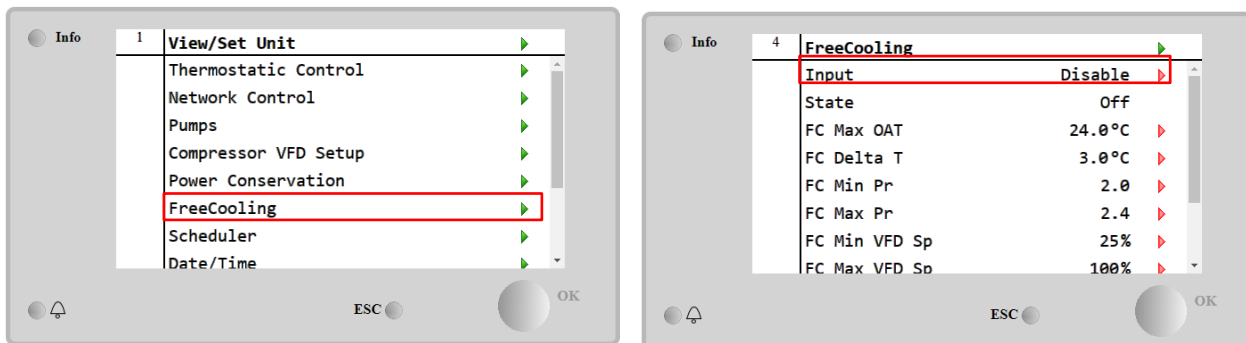 Info
1 View/Set Unit
Thermostatic Control
Network Control
Pumps
Compressor VFD Setup
Power Conservation
FreeCooling
Scheduler
Date/Time
ESC
OK
Info
4 FreeCooling
Input Disable
State Off
FC Max OAT 24.0°C
FC Delta T 3.0°C
FC Min Pr 2.0
FC Max Pr 2.4
FC Min VFD Sp 25%
FC Max VFD Sp 100%
ESC
OK